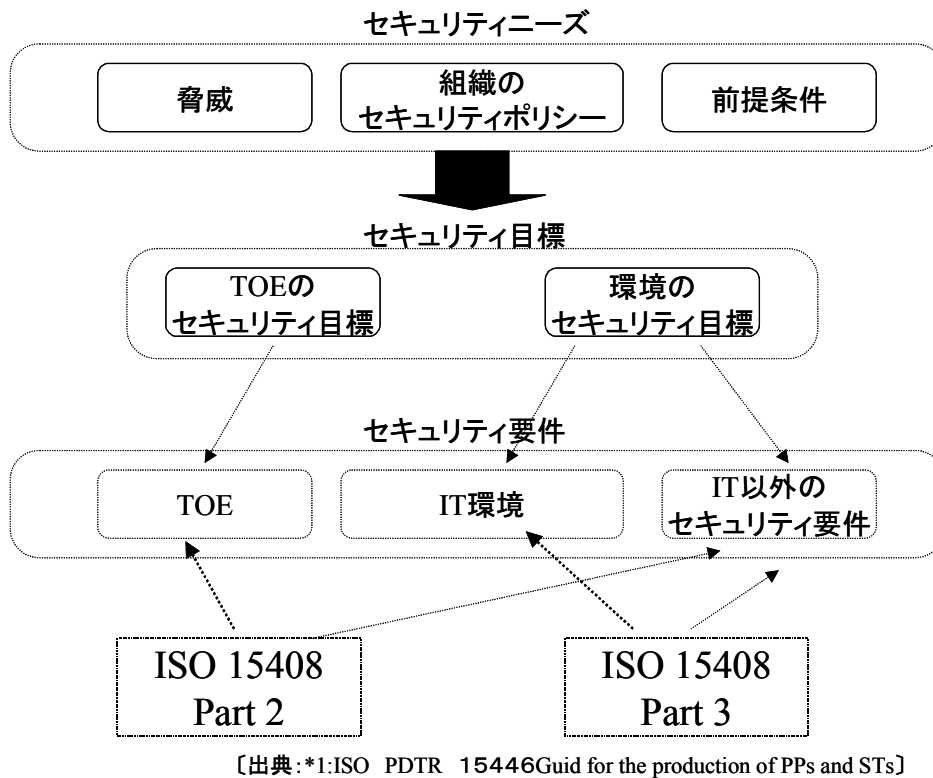 セキュリティニーズ
脅威
組織の
セキュリティポリシー
前提条件
セキュリティ目標
TOEの
セキュリティ目標
環境の
セキュリティ目標
セキュリティ要件
TOE
IT環境
IT以外の
セキュリティ要件
ISO 15408
Part 2
ISO 15408
Part 3
〔出典:*1:ISO PDTR 15446Guid for the production of PPs and STs〕